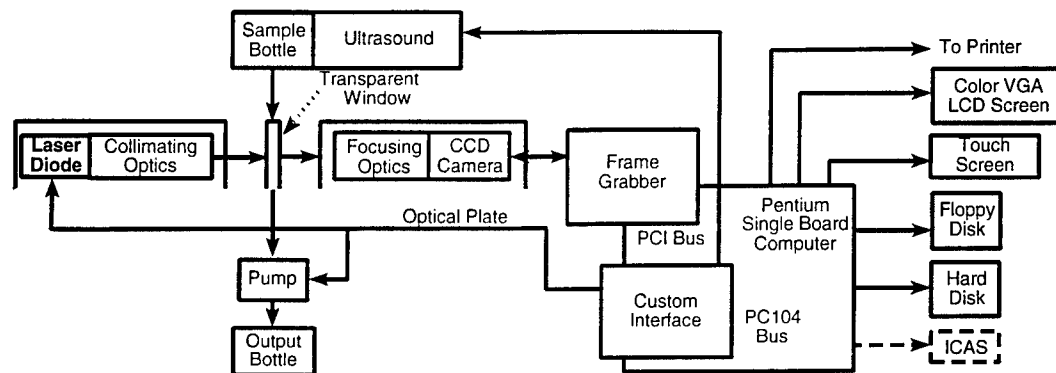 Sample
Bottle
Ultrasound
To Printer
Transparent
Window
Color VGA
LCD Screen
Laser
Diode
Collimating
Optics
Focusing
Optics
CCD
Camera
Frame
Grabber
Touch
Screen
Optical Plate
PCI Bus
Pentium
Single Board
Computer
Floppy
Disk
Pump
Custom
Interface
PC104
Bus
Hard
Disk
Output
Bottle
ICAS